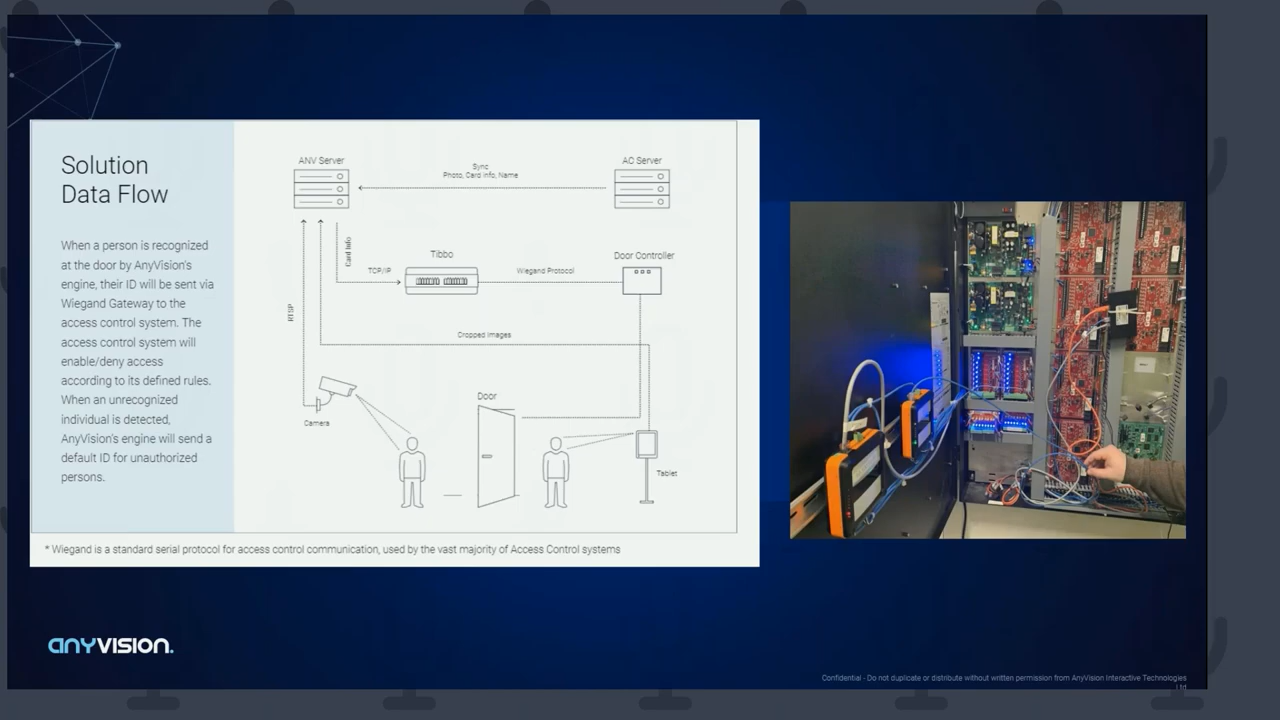 Solution
Data Flow
When a person is recognized
at the door by AnyVision's
engine, their ID will be sent via
Wiegand Gateway to the
access control system. The
access control system will
enable/deny access
according to its defined rules.
When an unrecognized
individual is detected,
AnyVision's engine will send a
default ID for unauthorized
persons.
ANV Server
Sync
Photo, Card info, Name
AC Server
Card Info
TCP/IP
Tibbo
Wiegand Protocol
Door Controller
RTSP
Cropped Images
Camera
Door
Tablet
* Wiegand is a standard serial protocol for access control communication, used by the vast majority of Access Control systems
anyvision.
Confidential - Do not duplicate or distribute without written permission from AnyVision Interactive Technologies
Ltd